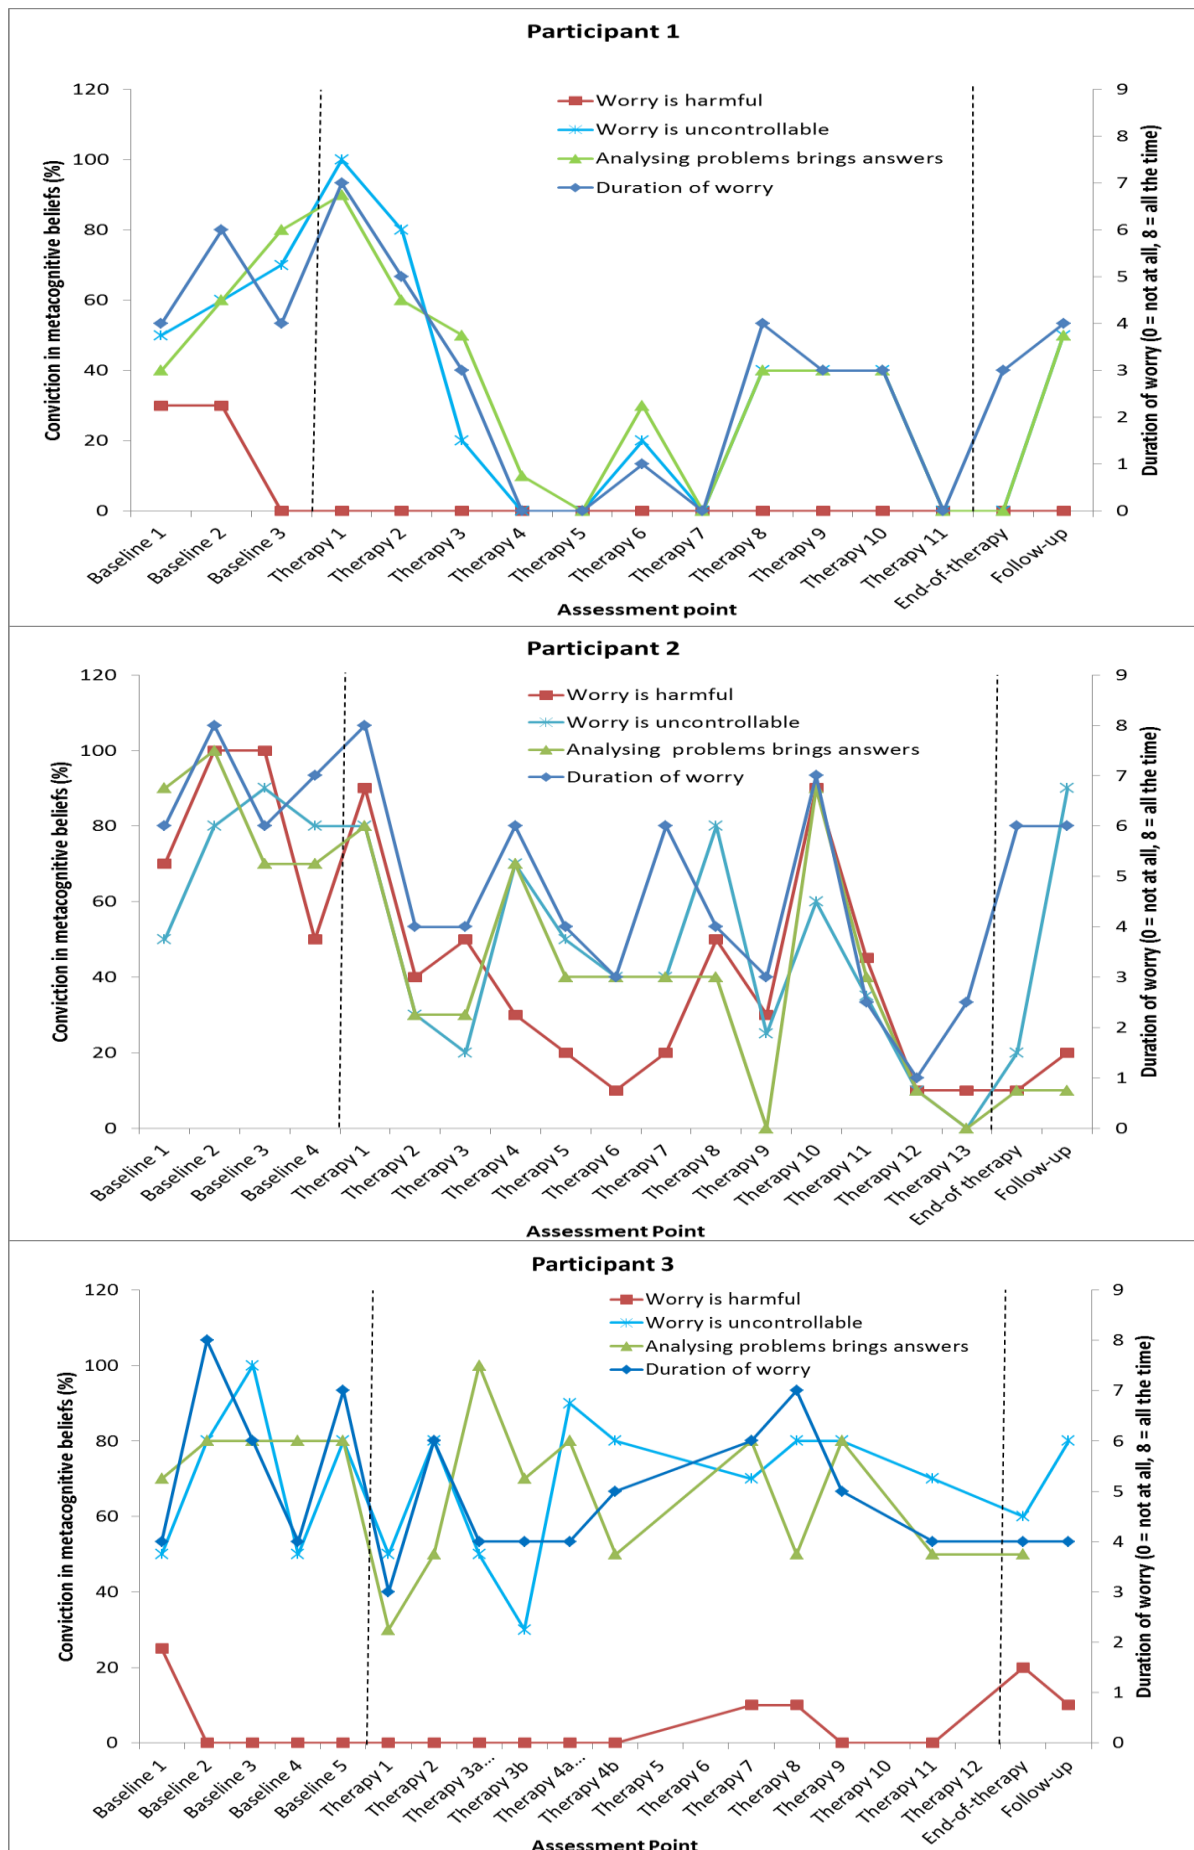 Participant 1
120
100
80
60
40
20
0
Conviction in metacognitive beliefs (%)
Worry is harmful
Worry is uncontrollable
Analysing problems brings answers
Duration of worry
9
8
7
6
5
4
3
2
1
0
Duration of worry (0 = not at all, 8 = all the time)
Baseline 1
Baseline 2
Baseline 3
Therapy 1
Therapy 2
Therapy 3
Therapy 4
Therapy 5
Therapy 6
Therapy 7
Therapy 8
Therapy 9
Therapy 10
Therapy 11
End-of-therapy
Follow-up
Assessment point
Participant 2
120
100
80
60
40
20
0
Conviction in metacognitive beliefs (%)
Worry is harmful
Worry is uncontrollable
Analysing problems brings answers
Duration of worry
9
8
7
6
5
4
3
2
1
0
Duration of worry (0 = not at all, 8 = all the time)
Baseline 1
Baseline 2
Baseline 3
Baseline 4
Therapy 1
Therapy 2
Therapy 3
Therapy 4
Therapy 5
Therapy 6
Therapy 7
Therapy 8
Therapy 9
Therapy 10
Therapy 11
Therapy 12
Therapy 13
End-of therapy
Follow-up
Assessment Point
Participant 3
120
100
80
60
40
20
0
Conviction in metacognitive beliefs (%)
Worry is harmful
Worry is uncontrollable
Analysing problems brings answers
Duration of worry
9
8
7
6
5
4
3
2
1
0
Duration of worry (0 = not at all, 8 = all the time)
Baseline 1
Baseline 2
Baseline 3
Baseline 4
Baseline 5
Therapy 1
Therapy 2
Therapy 3a...
Therapy 3b
Therapy 4a...
Therapy 4b
Therapy 5
Therapy 6
Therapy 7
Therapy 8
Therapy 9
Therapy 10
Therapy 11
Therapy 12
End-of-therapy
Follow-up
Assessment Point